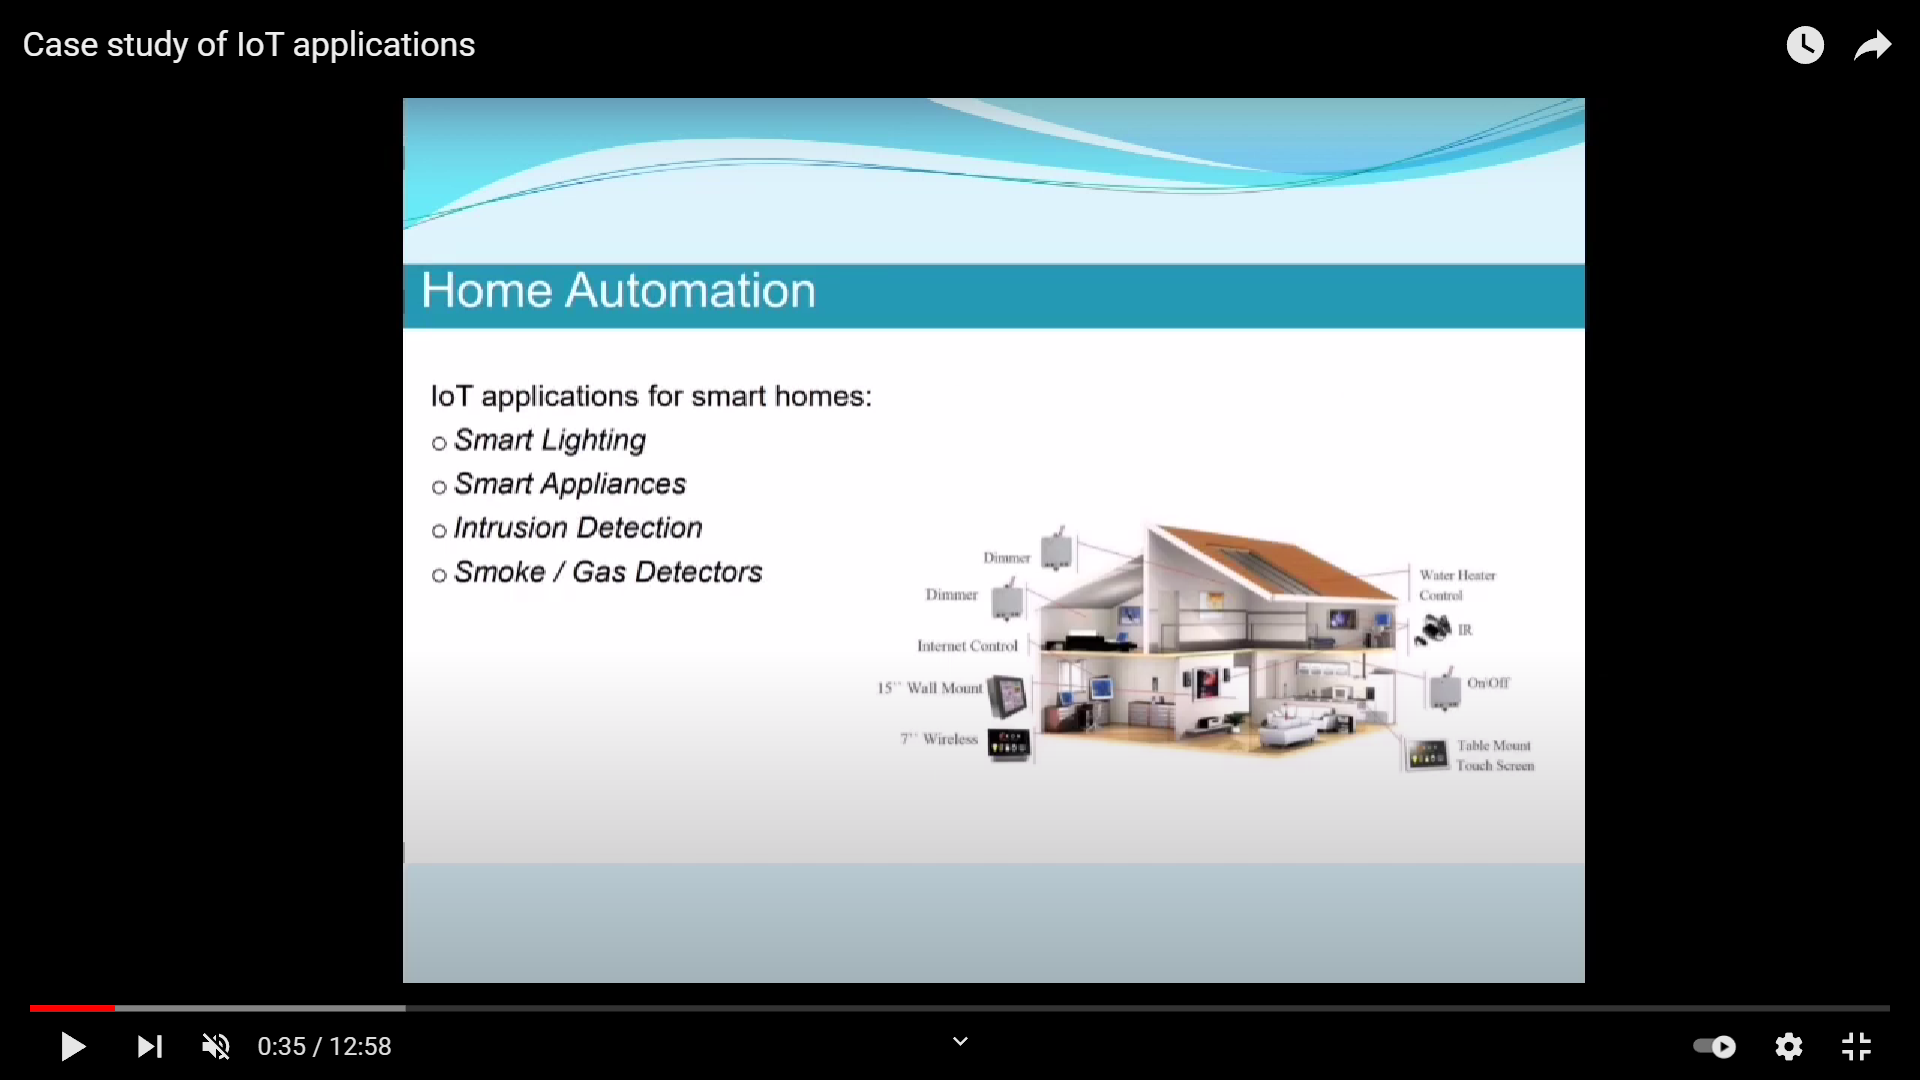 Case study of IoT applications
Home Automation
IoT applications for smart homes:
o Smart Lighting
o Smart Appliances
o Intrusion Detection
o Smoke / Gas Detectors
Dimmer
Dimmer
Internet Control
15'' Wall Mount
7'' Wireless
Water Heater
Control
IR
On\Off
Table Mount
Touch Screen
0:35 / 12:58